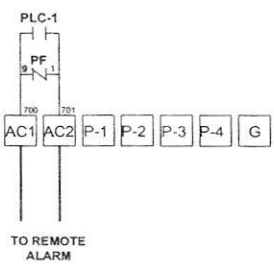 PLC-1
PF
9 1
700 701
AC1 AC2 P-1 P-2 P-3 P-4 G
TO REMOTE
ALARM